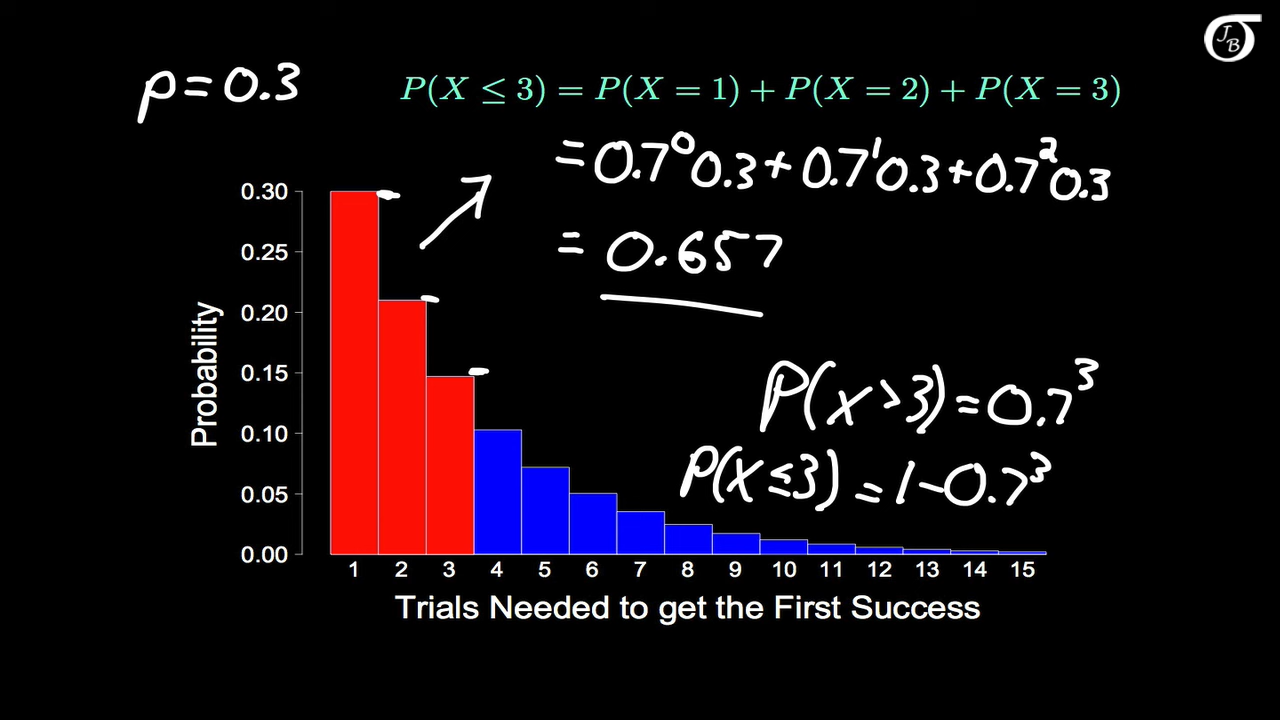 JB
p = 0.3
P(X ≤ 3) = P(X = 1) + P(X = 2) + P(X = 3)
= 0.7⁰0.3 + 0.7¹0.3 + 0.7²0.3
= 0.657
P(X > 3) = 0.7³
P(X ≤ 3) = 1 - 0.7³
Probability
0.30
0.25
0.20
0.15
0.10
0.05
0.00
1 2 3 4 5 6 7 8 9 10 11 12 13 14 15
Trials Needed to get the First Success